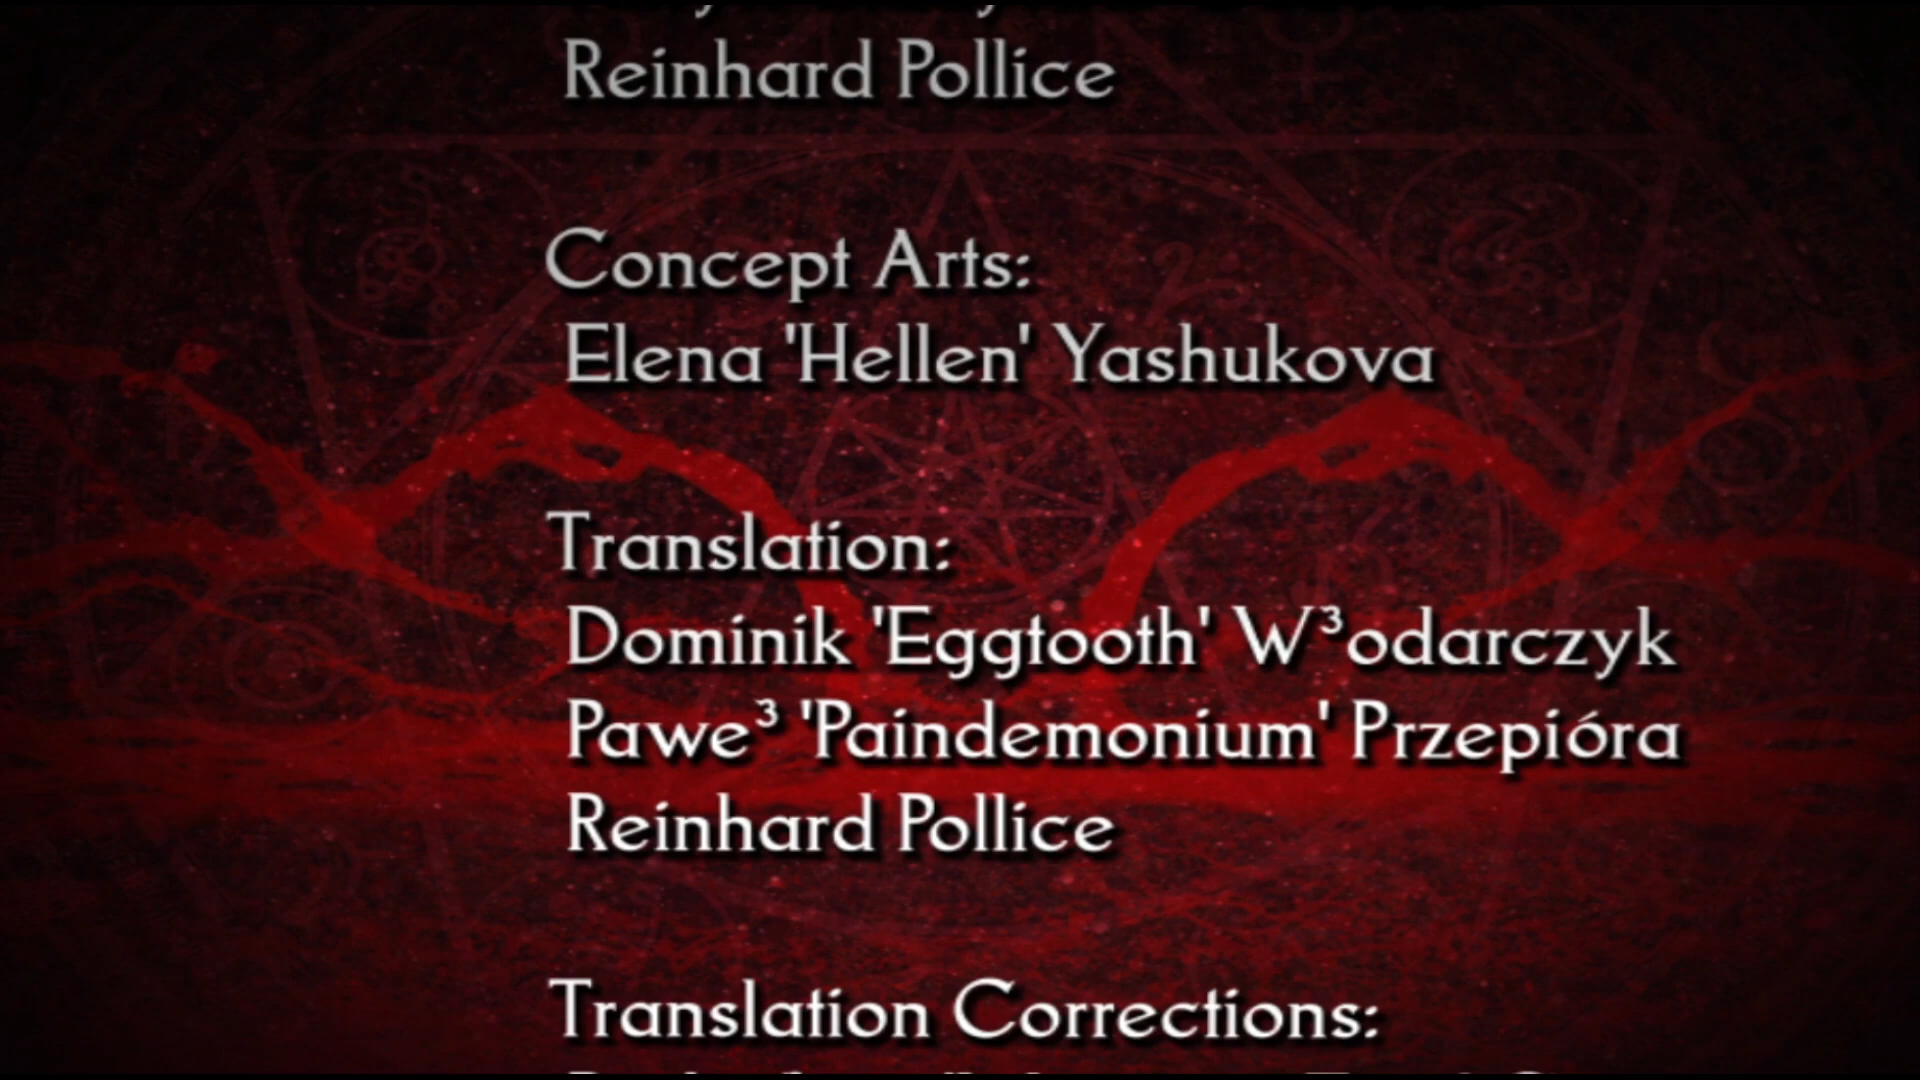 Reinhard Pollice
Concept Arts:
Elena 'Hellen' Yashukova
Translation:
Dominik 'Eggtooth' W³odarczyk
Pawe³ 'Paindemonium' Przepióra
Reinhard Pollice
Translation Corrections: